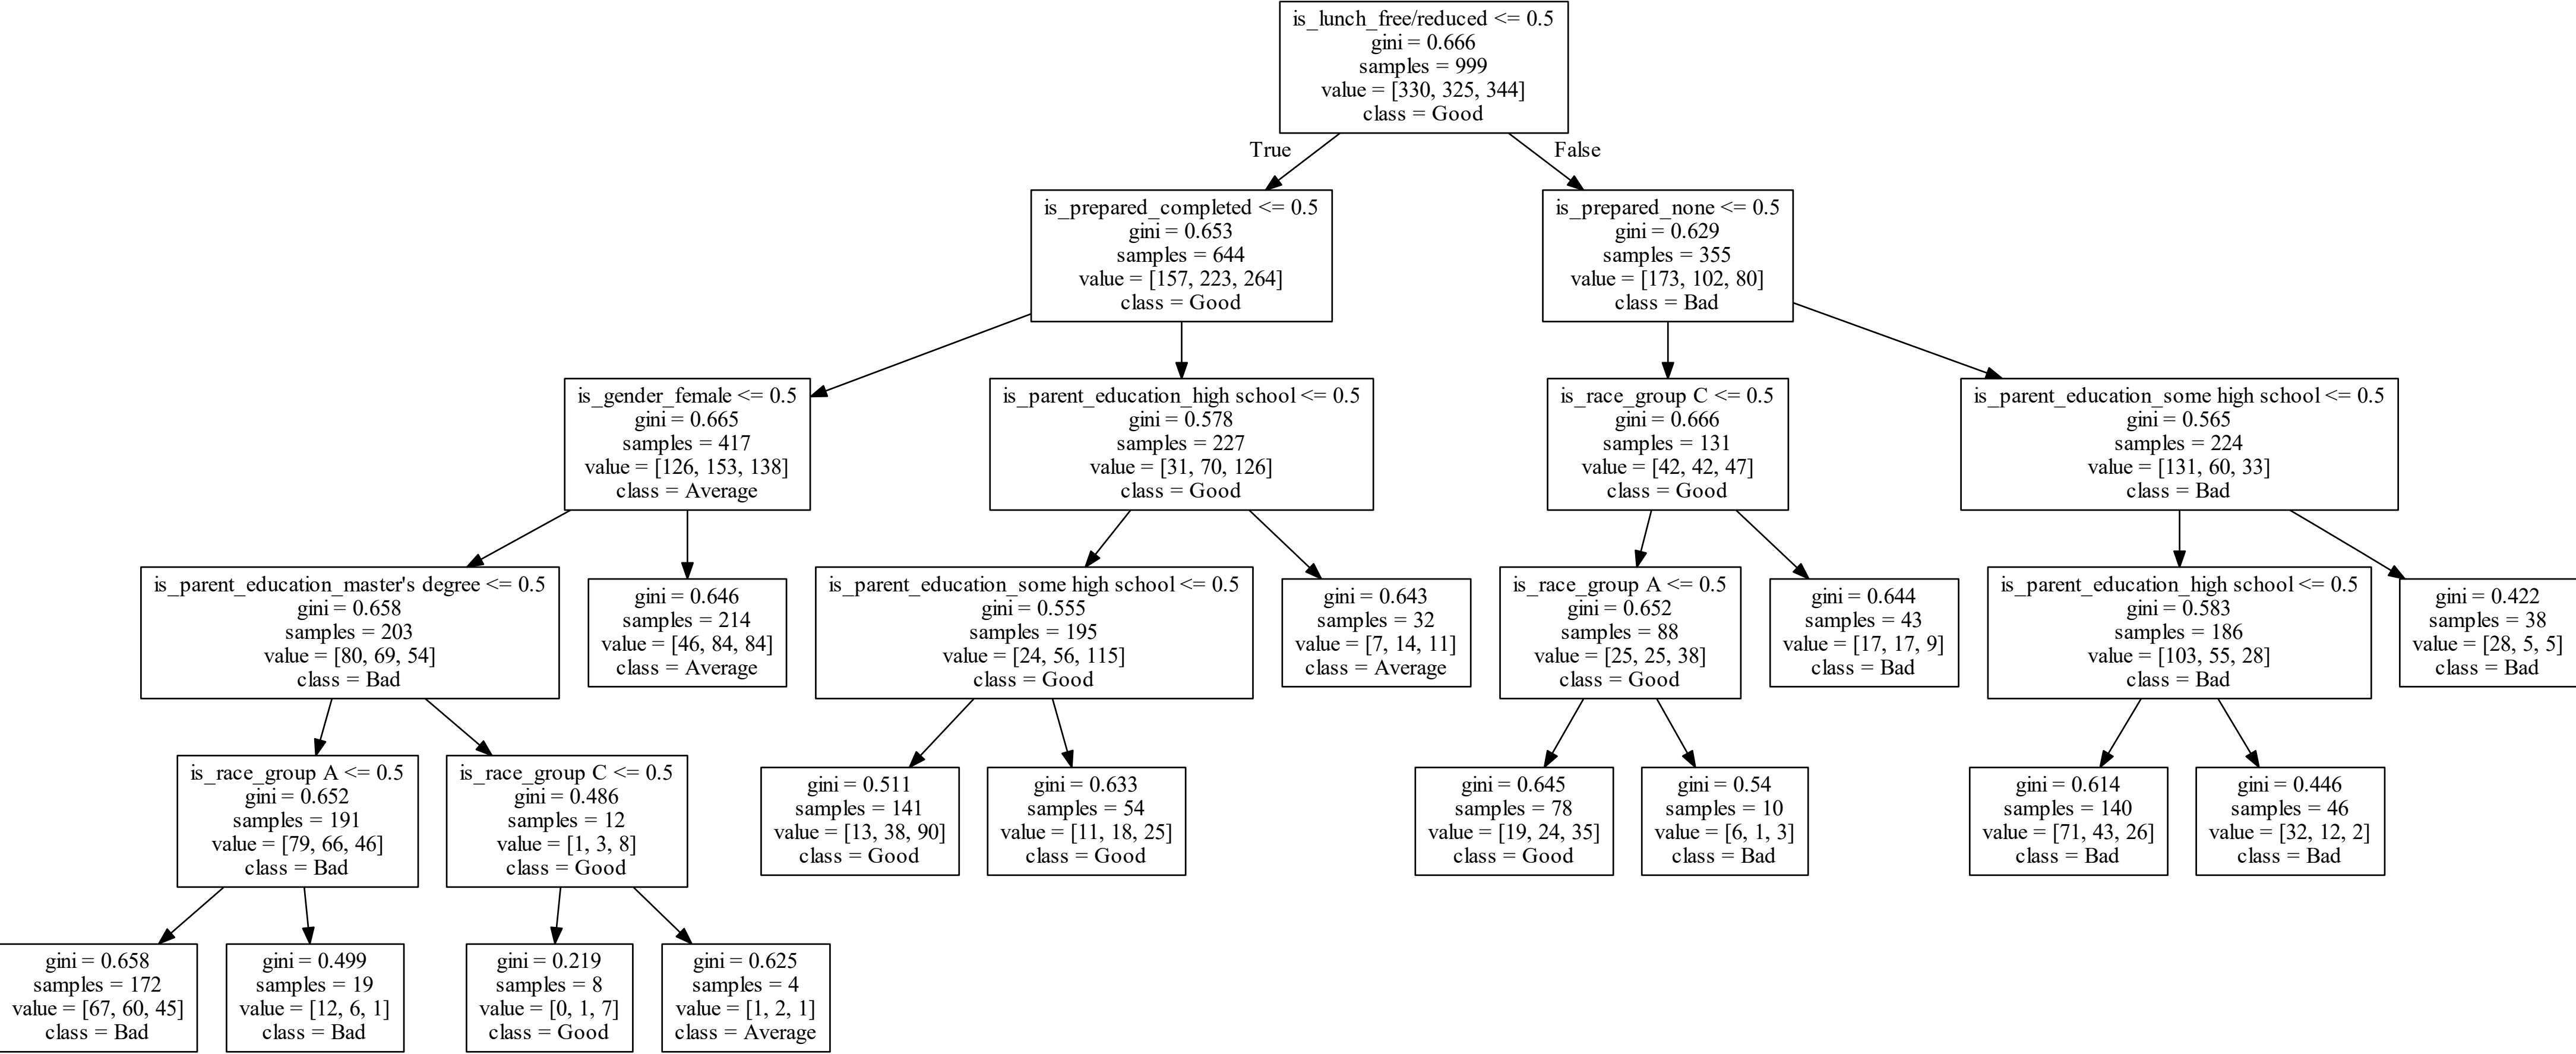 is_lunch_free/reduced <= 0.5
gini = 0.666
samples = 999
value = [330, 325, 344]
class = Good
True
False
is_prepared_completed <= 0.5
gini = 0.653
samples = 644
value = [157, 223, 264]
class = Good
is_prepared_none <= 0.5
gini = 0.629
samples = 355
value = [173, 102, 80]
class = Bad
is_gender_female <= 0.5
gini = 0.665
samples = 417
value = [126, 153, 138]
class = Average
is_parent_education_high school <= 0.5
gini = 0.578
samples = 227
value = [31, 70, 126]
class = Good
is_race_group C <= 0.5
gini = 0.666
samples = 131
value = [42, 42, 47]
class = Good
is_parent_education_some high school <= 0.5
gini = 0.565
samples = 224
value = [131, 60, 33]
class = Bad
is_parent_education_master's degree <= 0.5
gini = 0.658
samples = 203
value = [80, 69, 54]
class = Bad
gini = 0.646
samples = 214
value = [46, 84, 84]
class = Average
is_parent_education_some high school <= 0.5
gini = 0.555
samples = 195
value = [24, 56, 115]
class = Good
gini = 0.643
samples = 32
value = [7, 14, 11]
class = Average
is_race_group A <= 0.5
gini = 0.652
samples = 88
value = [25, 25, 38]
class = Good
gini = 0.644
samples = 43
value = [17, 17, 9]
class = Bad
is_parent_education_high school <= 0.5
gini = 0.583
samples = 186
value = [103, 55, 28]
class = Bad
gini = 0.422
samples = 38
value = [28, 5, 5]
class = Bad
is_race_group A <= 0.5
gini = 0.652
samples = 191
value = [79, 66, 46]
class = Bad
is_race_group C <= 0.5
gini = 0.486
samples = 12
value = [1, 3, 8]
class = Good
gini = 0.511
samples = 141
value = [13, 38, 90]
class = Good
gini = 0.633
samples = 54
value = [11, 18, 25]
class = Good
gini = 0.645
samples = 78
value = [19, 24, 35]
class = Good
gini = 0.54
samples = 10
value = [6, 1, 3]
class = Bad
gini = 0.614
samples = 140
value = [71, 43, 26]
class = Bad
gini = 0.446
samples = 46
value = [32, 12, 2]
class = Bad
gini = 0.658
samples = 172
value = [67, 60, 45]
class = Bad
gini = 0.499
samples = 19
value = [12, 6, 1]
class = Bad
gini = 0.219
samples = 8
value = [0, 1, 7]
class = Good
gini = 0.625
samples = 4
value = [1, 2, 1]
class = Average